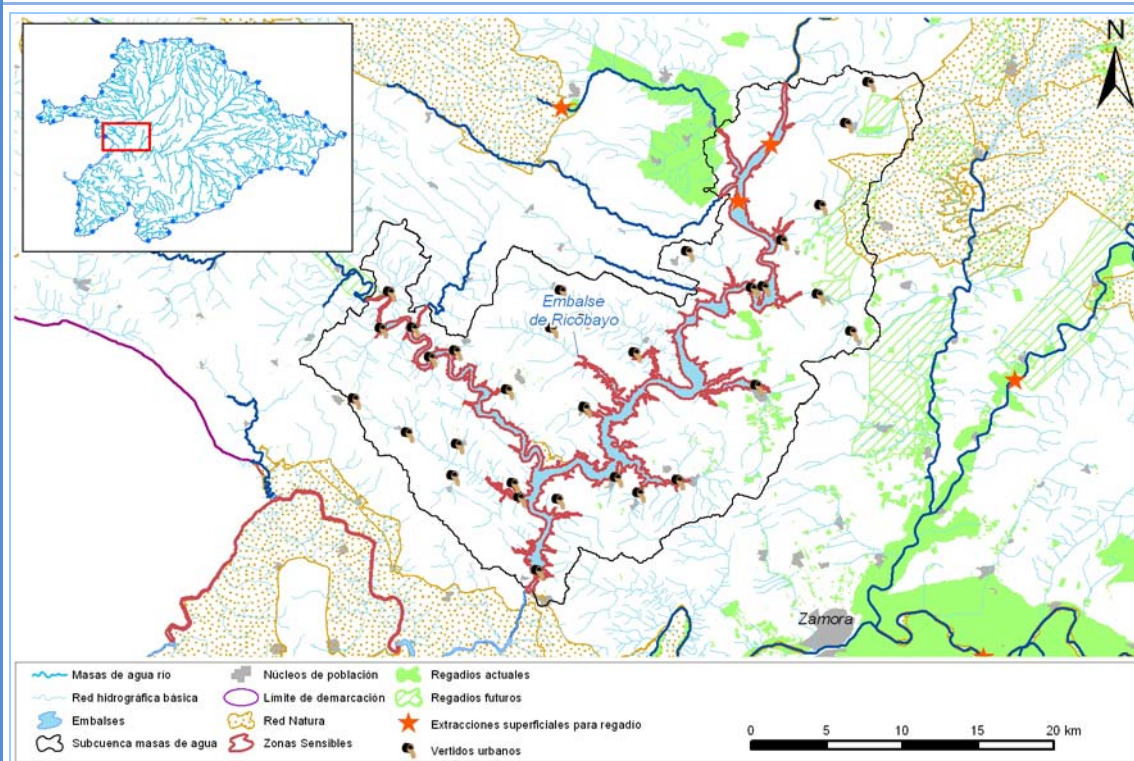 N
Embalse
de Ricobayo
Zamora
Masas de agua río
Red hidrográfica básica
Embalses
Subcuenca masas de agua
Núcleos de población
Límite de demarcación
Red Natura
Zonas Sensibles
Regadíos actuales
Regadíos futuros
Extracciones superficiales para regadío
Vertidos urbanos
0 5 10 15 20 km